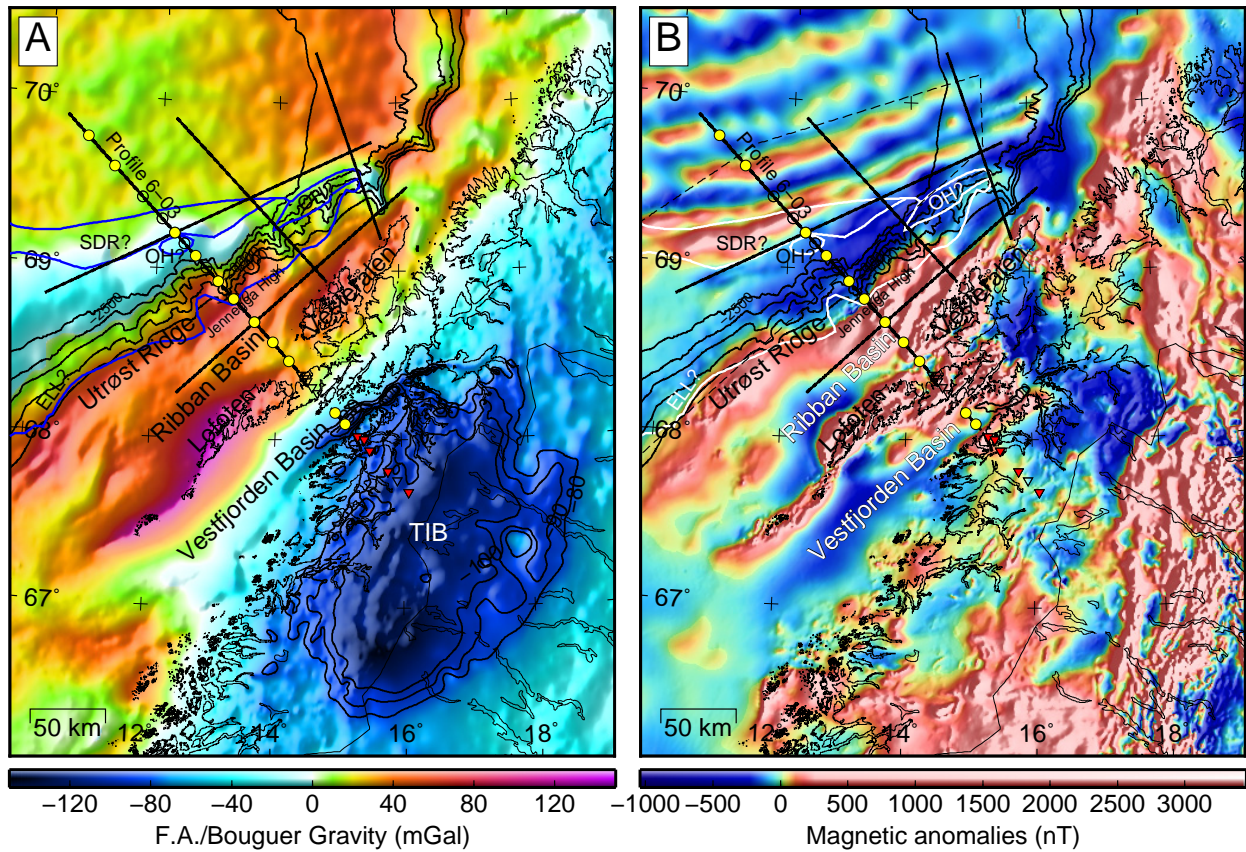 A
70°
Profile 6-03
OH?
SDR?
OH
69°
2500
Jennegga High
Vesterålen
EL?
Utrøst Ridge
Ribban Basin
Lofoten
68°
Vestfjorden Basin
TIB
80
-100
67°
50 km
12°
14°
16°
18°
−120 −80 −40 0 40 80 120
F.A./Bouguer Gravity (mGal)
B
70°
Profile 6-03
OH?
SDR?
OH
69°
2500
Jennegga High
Vesterålen
EL?
Utrøst Ridge
Ribban Basin
Lofoten
68°
Vestfjorden Basin
67°
50 km
12°
14°
16°
18°
−1000 −500 0 500 1000 1500 2000 2500 3000
Magnetic anomalies (nT)